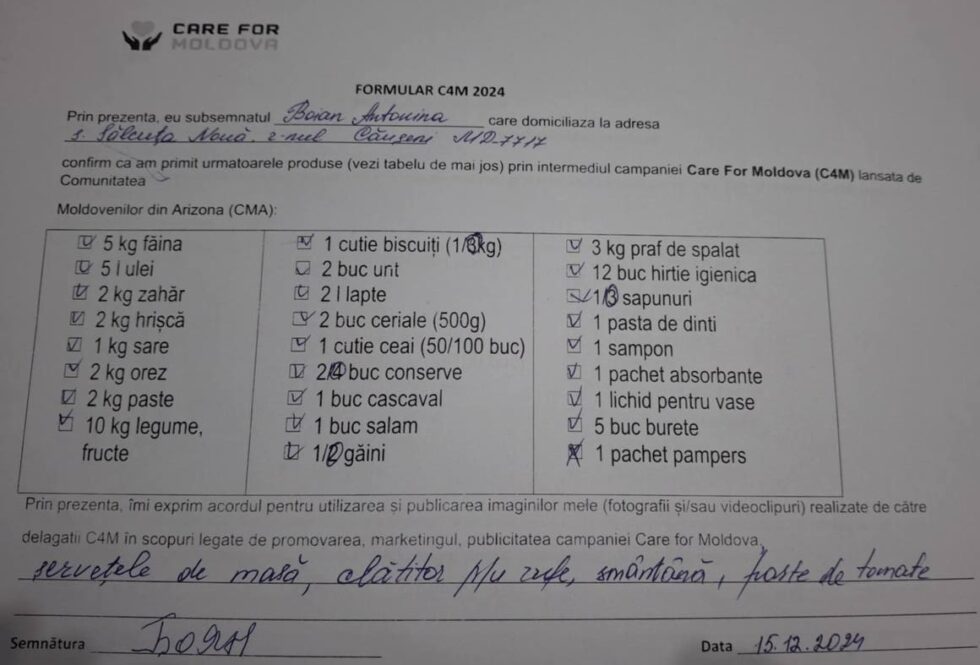 CARE FOR
MOLDOVA
FORMULAR C4M 2024
Prin prezenta, eu subsemnatul Boian Antonina care domiciliaza la adresa
s. Sălcuța Nouă, r-nul Căușeni MD-7717
confirm ca am primit urmatoarele produse (vezi tabelu de mai jos) prin intermediul campaniei Care For Moldova (C4M) lansata de
Comunitatea
Moldovenilor din Arizona (CMA):
5 kg făina
5 l ulei
2 kg zahăr
2 kg hrișcă
1 kg sare
2 kg orez
2 kg paste
10 kg legume,
fructe
1 cutie biscuiți (1/3kg)
2 buc unt
2 l lapte
2 buc ceriale (500g)
1 cutie ceai (50/100 buc)
2/4 buc conserve
1 buc cascaval
1 buc salam
1/2 găini
3 kg praf de spalat
12 buc hirtie igienica
1/3 sapunuri
1 pasta de dinti
1 sampon
1 pachet absorbante
1 lichid pentru vase
5 buc burete
1 pachet pampers
Prin prezenta, îmi exprim acordul pentru utilizarea și publicarea imaginilor mele (fotografii și/sau videoclipuri) realizate de către
delagatii C4M în scopuri legate de promovarea, marketingul, publicitatea campaniei Care for Moldova,
servețele de masă, clătitor p/u rufe, smântână, paste de tomate
Semnătura Боян Data 15.12.2024